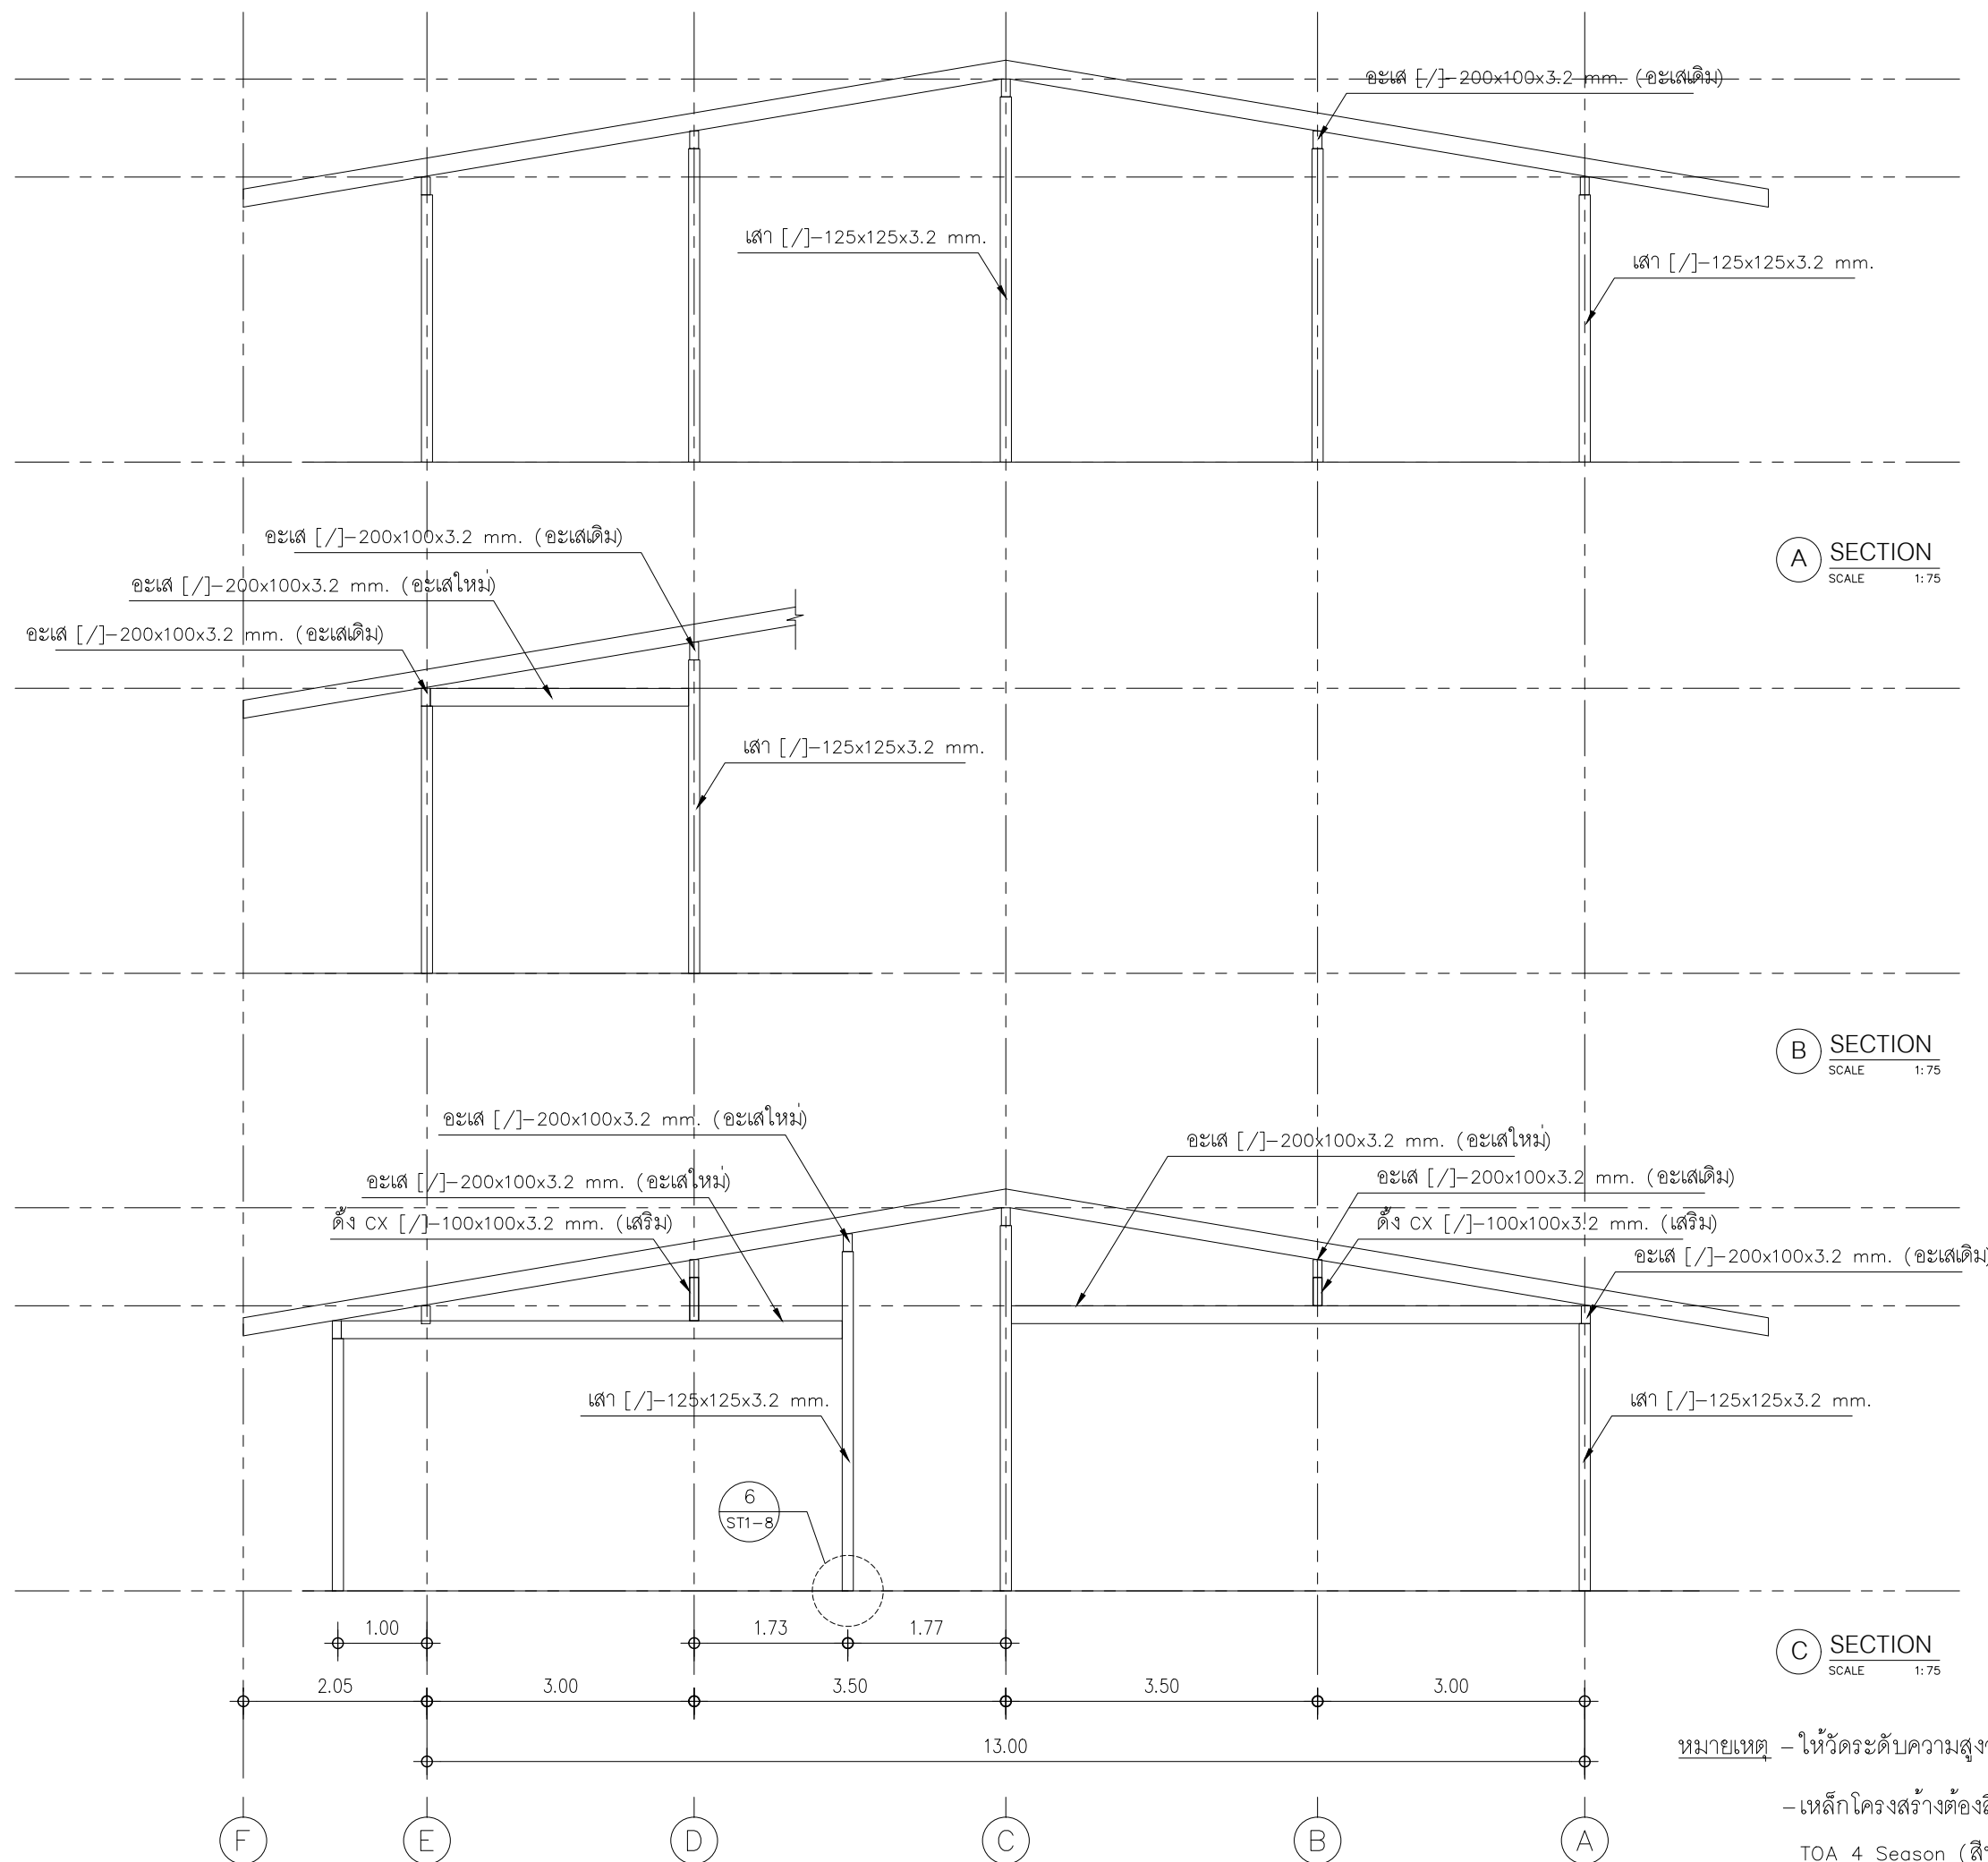 อะเส [/]-200x100x3.2 mm. (อะเสเดิม)
เสา [/]-125x125x3.2 mm.
เสา [/]-125x125x3.2 mm.
A SECTION
SCALE 1:75
อะเส [/]-200x100x3.2 mm. (อะเสเดิม)
อะเส [/]-200x100x3.2 mm. (อะเสใหม่)
อะเส [/]-200x100x3.2 mm. (อะเสเดิม)
เสา [/]-125x125x3.2 mm.
B SECTION
SCALE 1:75
อะเส [/]-200x100x3.2 mm. (อะเสใหม่)
อะเส [/]-200x100x3.2 mm. (อะเสใหม่)
อะเส [/]-200x100x3.2 mm. (อะเสใหม่)
อะเส [/]-200x100x3.2 mm. (อะเสเดิม)
ดั้ง CX [/]-100x100x3.2 mm. (เสริม)
ดั้ง CX [/]-100x100x3.2 mm. (เสริม)
อะเส [/]-200x100x3.2 mm. (อะเสเดิม)
เสา [/]-125x125x3.2 mm.
เสา [/]-125x125x3.2 mm.
6
ST1-8
1.00 1.73 1.77
C SECTION
SCALE 1:75
2.05 3.00 3.50 3.50 3.00
13.00
หมายเหตุ -ให้วัดระดับความสูง
-เหล็กโครงสร้างต้อง
TOA 4 Season
F E D C B A